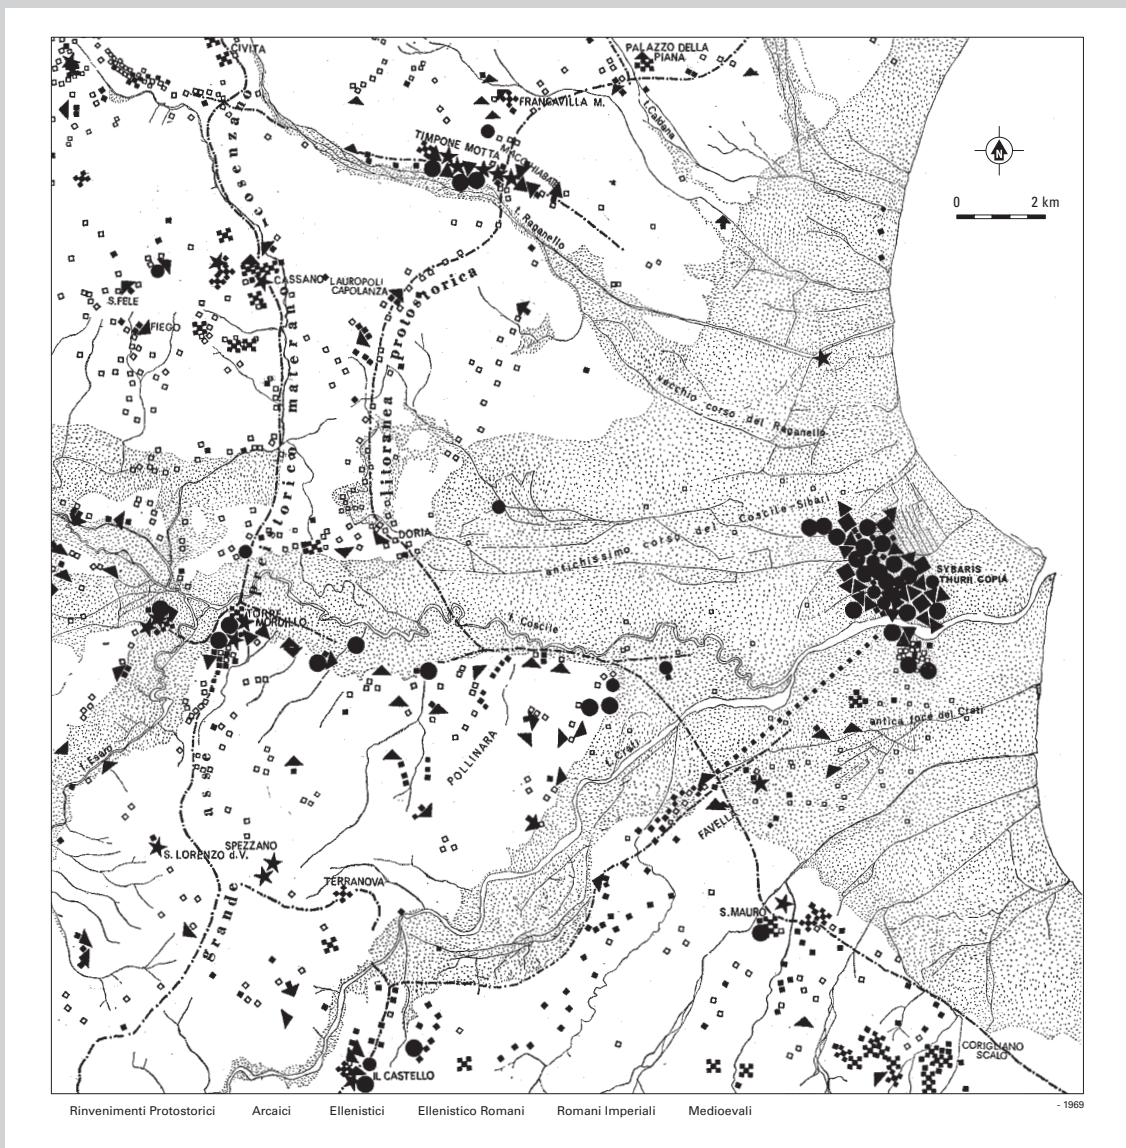 CIVITA
PALAZZO DELLA
PIANA
FRANCAVILLA M.
t. Caldana
TIMPONE MOTTA
MACCHIABATE
N
0 2 km
t. Raganello
CASSANO
LAUROPOLI
CAPOLANZA
S.FELE
FIEGO
litoranea protostorica
vecchio corso del Raganello
antichissimo corso del Coscile-Sibari
DORIA
SYBARIS
THURII COPIA
TORRE
MORDILLO
f. Coscile
antica foce del Crati
POLLINARA
f. Crati
f. Esaro
FAVELLA
SPEZZANO
S. LORENZO d.V.
TERRANOVA
S.MAURO
asse grande
preistorico materano-cosenzano
CORIGLIANO
SCALO
IL CASTELLO
Rinvenimenti Protostorici Arcaici Ellenistici Ellenistico Romani Romani Imperiali Medioevali
- 1969